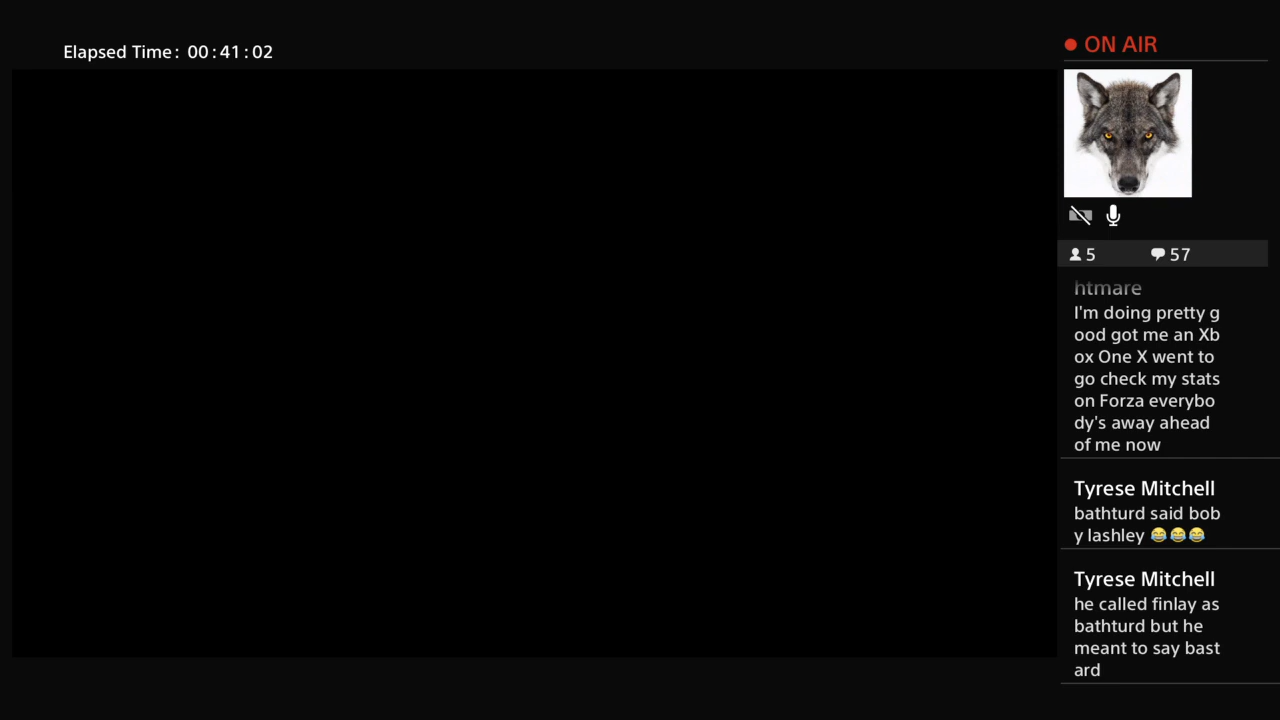 Elapsed Time: 00:41:02
ON AIR
5
57
htmare
I'm doing pretty g
ood got me an Xb
ox One X went to
go check my stats
on Forza everybo
dy's away ahead
of me now
Tyrese Mitchell
bathturd said bob
y lashley 😂😂😂
Tyrese Mitchell
he called finlay as
bathturd but he
meant to say bast
ard